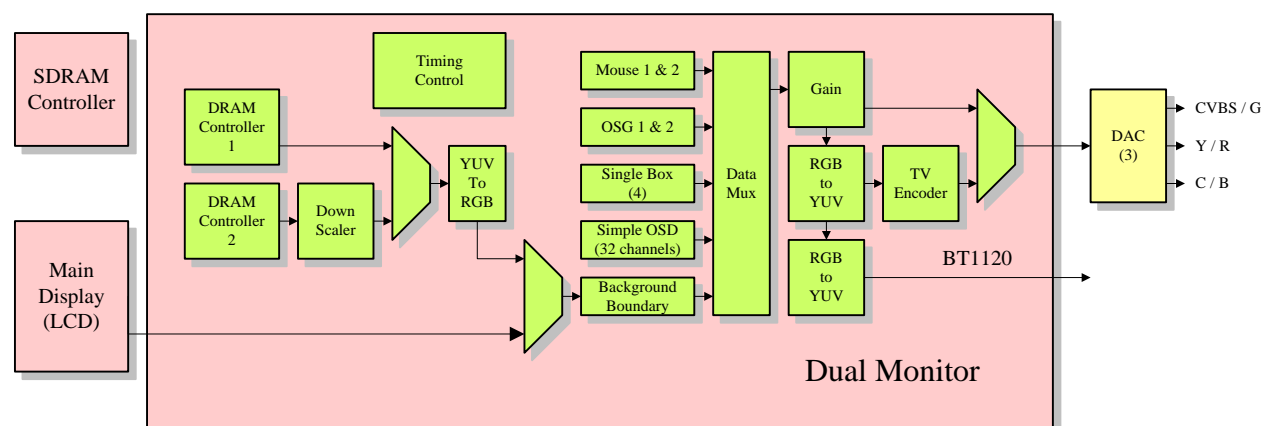 SDRAM
Controller
Main
Display
(LCD)
Timing
Control
DRAM
Controller
1
DRAM
Controller
2
Down
Scaler
YUV
To
RGB
Mouse 1 & 2
OSG 1 & 2
Single Box
(4)
Simple OSD
(32 channels)
Background
Boundary
Data
Mux
Gain
RGB
to
YUV
TV
Encoder
RGB
to
YUV
BT1120
Dual Monitor
DAC
(3)
CVBS / G
Y / R
C / B